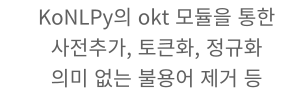 KoNLPy의 okt 모듈을 통한
사전추가, 토큰화, 정규화
의미 없는 불용어 제거 등